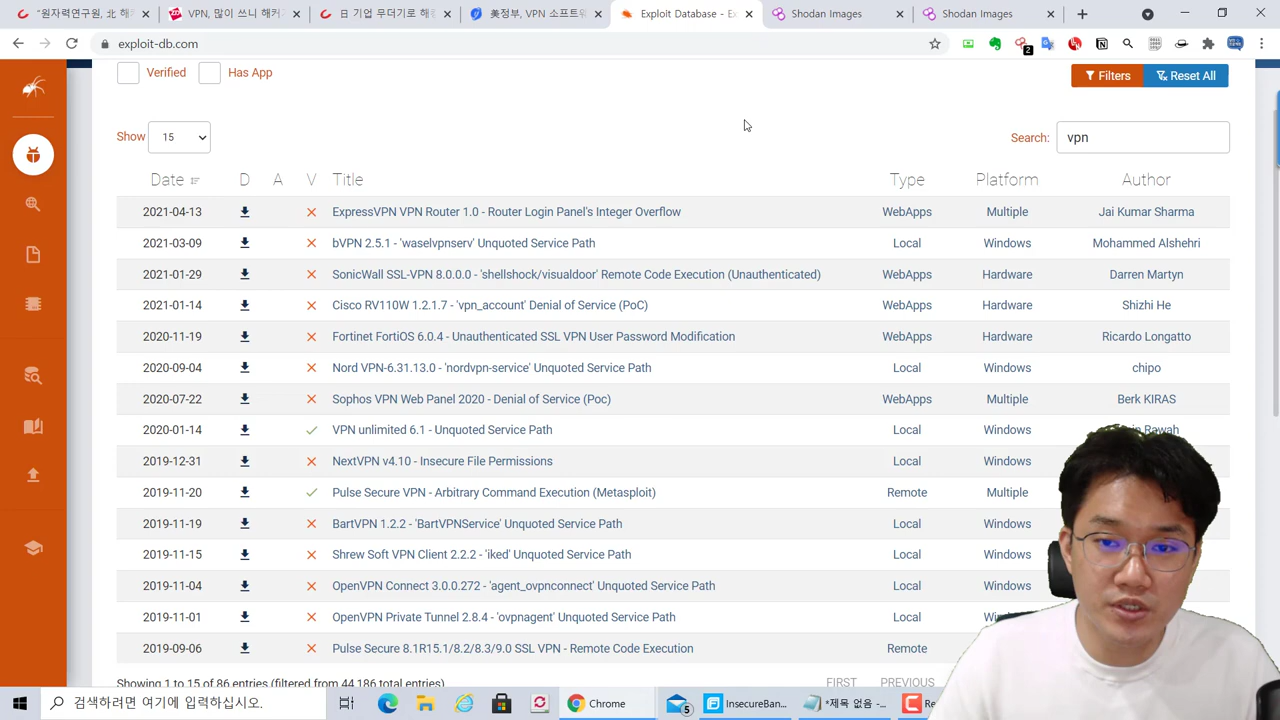 "원자력연구원, 北 해
VPN, 많이 쓰니 해커기
日 기업 무더기로 해
美정부, VPN 소프트웨
Exploit Database - Ex
Shodan Images
Shodan Images
exploit-db.com
2
Verified
Has App
Filters
Reset All
Show 15
Search: vpn
Date D A V Title Type Platform Author
2021-04-13 ExpressVPN VPN Router 1.0 - Router Login Panel's Integer Overflow WebApps Multiple Jai Kumar Sharma
2021-03-09 bVPN 2.5.1 - 'waselvpnserv' Unquoted Service Path Local Windows Mohammed Alshehri
2021-01-29 SonicWall SSL-VPN 8.0.0.0 - 'shellshock/visualdoor' Remote Code Execution (Unauthenticated) WebApps Hardware Darren Martyn
2021-01-14 Cisco RV110W 1.2.1.7 - 'vpn_account' Denial of Service (PoC) WebApps Hardware Shizhi He
2020-11-19 Fortinet FortiOS 6.0.4 - Unauthenticated SSL VPN User Password Modification WebApps Hardware Ricardo Longatto
2020-09-04 Nord VPN-6.31.13.0 - 'nordvpn-service' Unquoted Service Path Local Windows chipo
2020-07-22 Sophos VPN Web Panel 2020 - Denial of Service (Poc) WebApps Multiple Berk KIRAS
2020-01-14 VPN unlimited 6.1 - Unquoted Service Path Local Windows Rawah
2019-12-31 NextVPN v4.10 - Insecure File Permissions Local Windows
2019-11-20 Pulse Secure VPN - Arbitrary Command Execution (Metasploit) Remote Multiple
2019-11-19 BartVPN 1.2.2 - 'BartVPNService' Unquoted Service Path Local Windows
2019-11-15 Shrew Soft VPN Client 2.2.2 - 'iked' Unquoted Service Path Local Windows
2019-11-04 OpenVPN Connect 3.0.0.272 - 'agent_ovpnconnect' Unquoted Service Path Local Windows
2019-11-01 OpenVPN Private Tunnel 2.8.4 - 'ovpnagent' Unquoted Service Path Local
2019-09-06 Pulse Secure 8.1R15.1/8.2/8.3/9.0 SSL VPN - Remote Code Execution Remote
Showing 1 to 15 of 86 entries (filtered from 44,186 total entries)
FIRST PREVIOUS
검색하려면 여기에 입력하십시오.
Chrome
5
InsecureBan...
*제목 없음 -...
Re